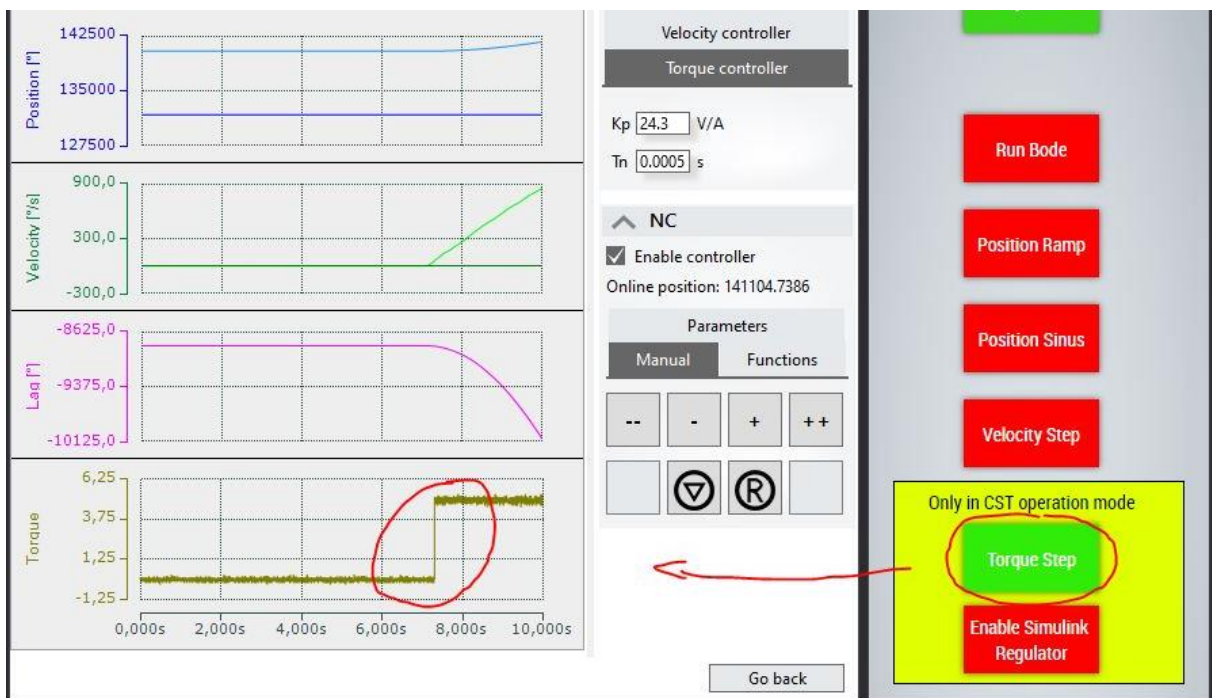 142500
135000
127500
Position [°]
900,0
300,0
-300,0
Velocity [°/s]
-8625,0
-9375,0
-10125,0
Lag [°]
6,25
3,75
1,25
-1,25
Torque
0,000s 2,000s 4,000s 6,000s 8,000s 10,000s
Velocity controller
Torque controller
Kp 24.3 V/A
Tn 0.0005 s
NC
Enable controller
Online position: 141104.7386
Parameters
Manual Functions
-- - + ++
R
Go back
Run Bode
Position Ramp
Position Sinus
Velocity Step
Only in CST operation mode
Torque Step
Enable Simulink
Regulator